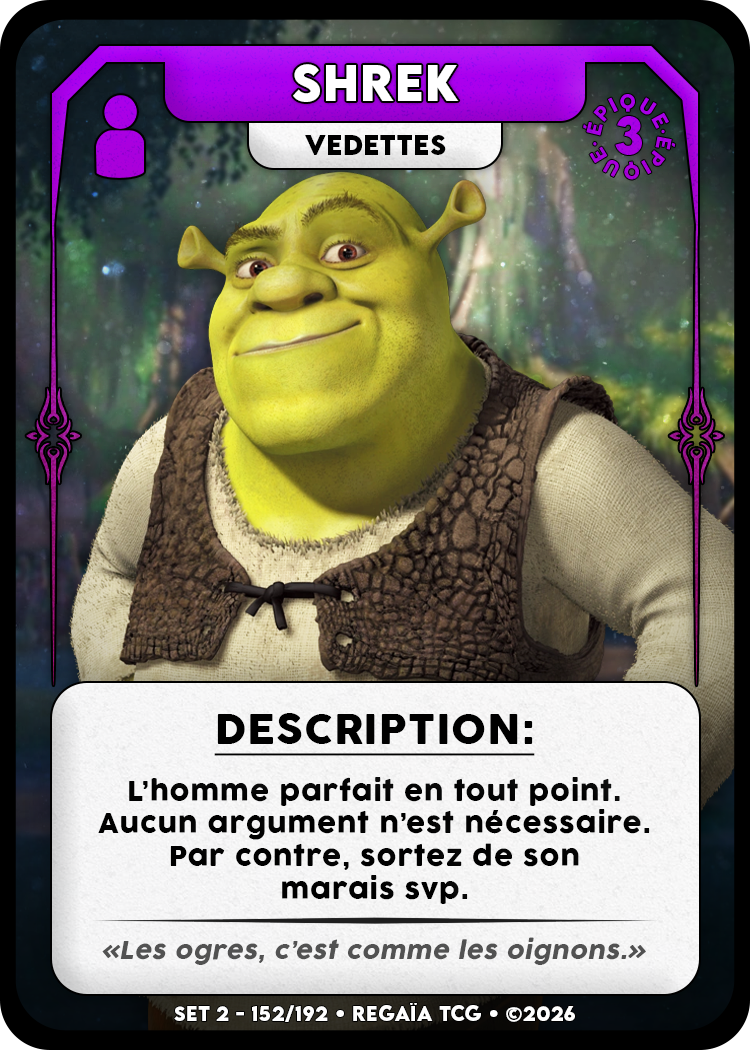 SHREK
VEDETTES
ÉPIQUE · ÉPIQUE ·
3
DESCRIPTION:
L'homme parfait en tout point.
Aucun argument n'est nécessaire.
Par contre, sortez de son
marais svp.
«Les ogres, c'est comme les oignons.»
SET 2 - 152/192 • REGAÏA TCG • ©2026